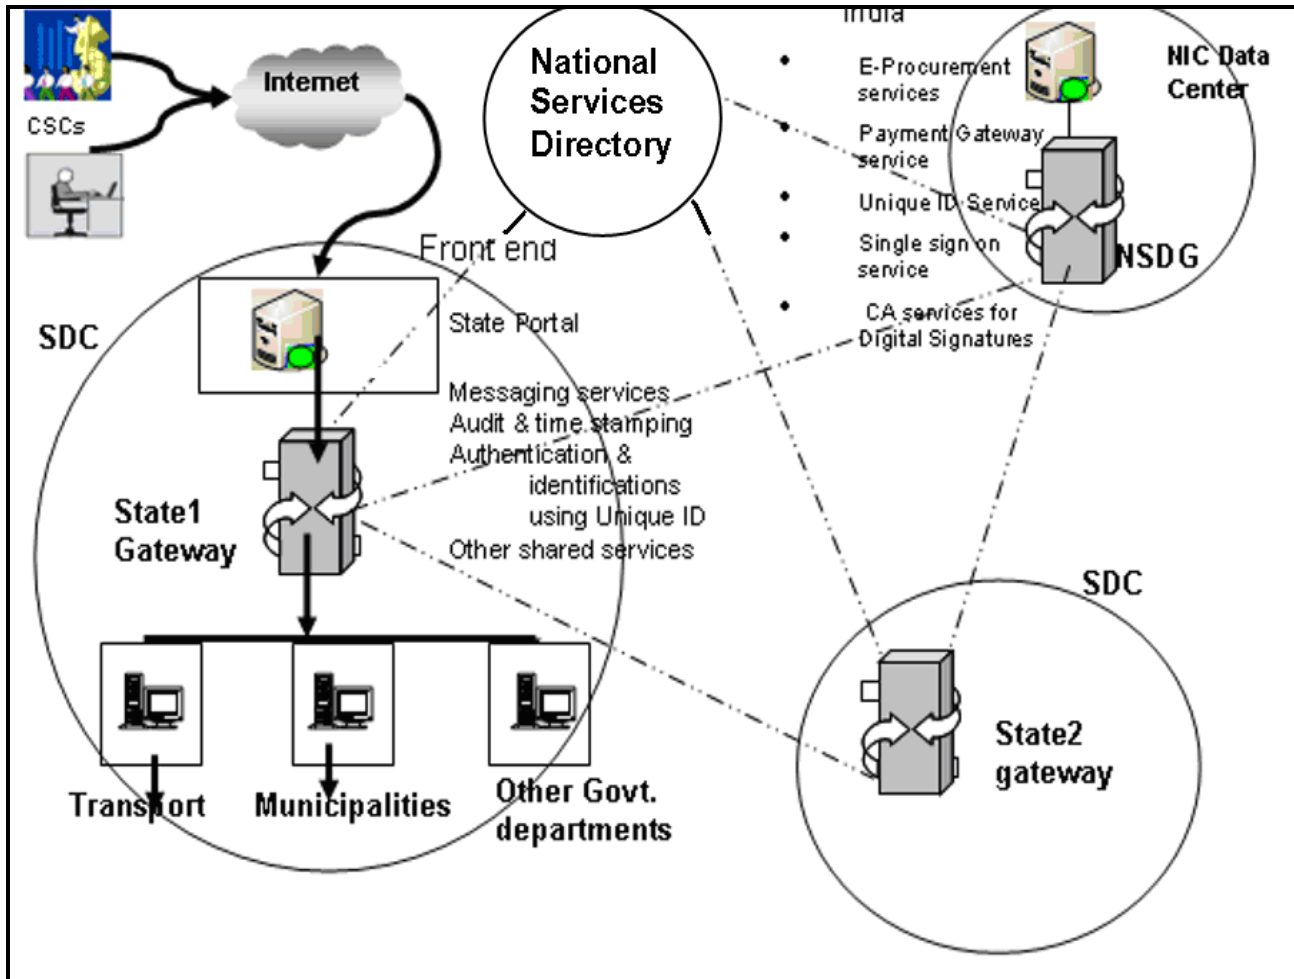 India
National
Services
Directory
Internet
CSCs
E-Procurement
services
Payment Gateway
service
Unique ID Service
Single sign on
service
CA services for
Digital Signatures
NIC Data
Center
NSDG
Front end
SDC
State Portal
Messaging services
Audit & time stamping
Authentication &
identifications
using Unique ID
Other shared services
State1
Gateway
Transport
Municipalities
Other Govt.
departments
SDC
State2
gateway